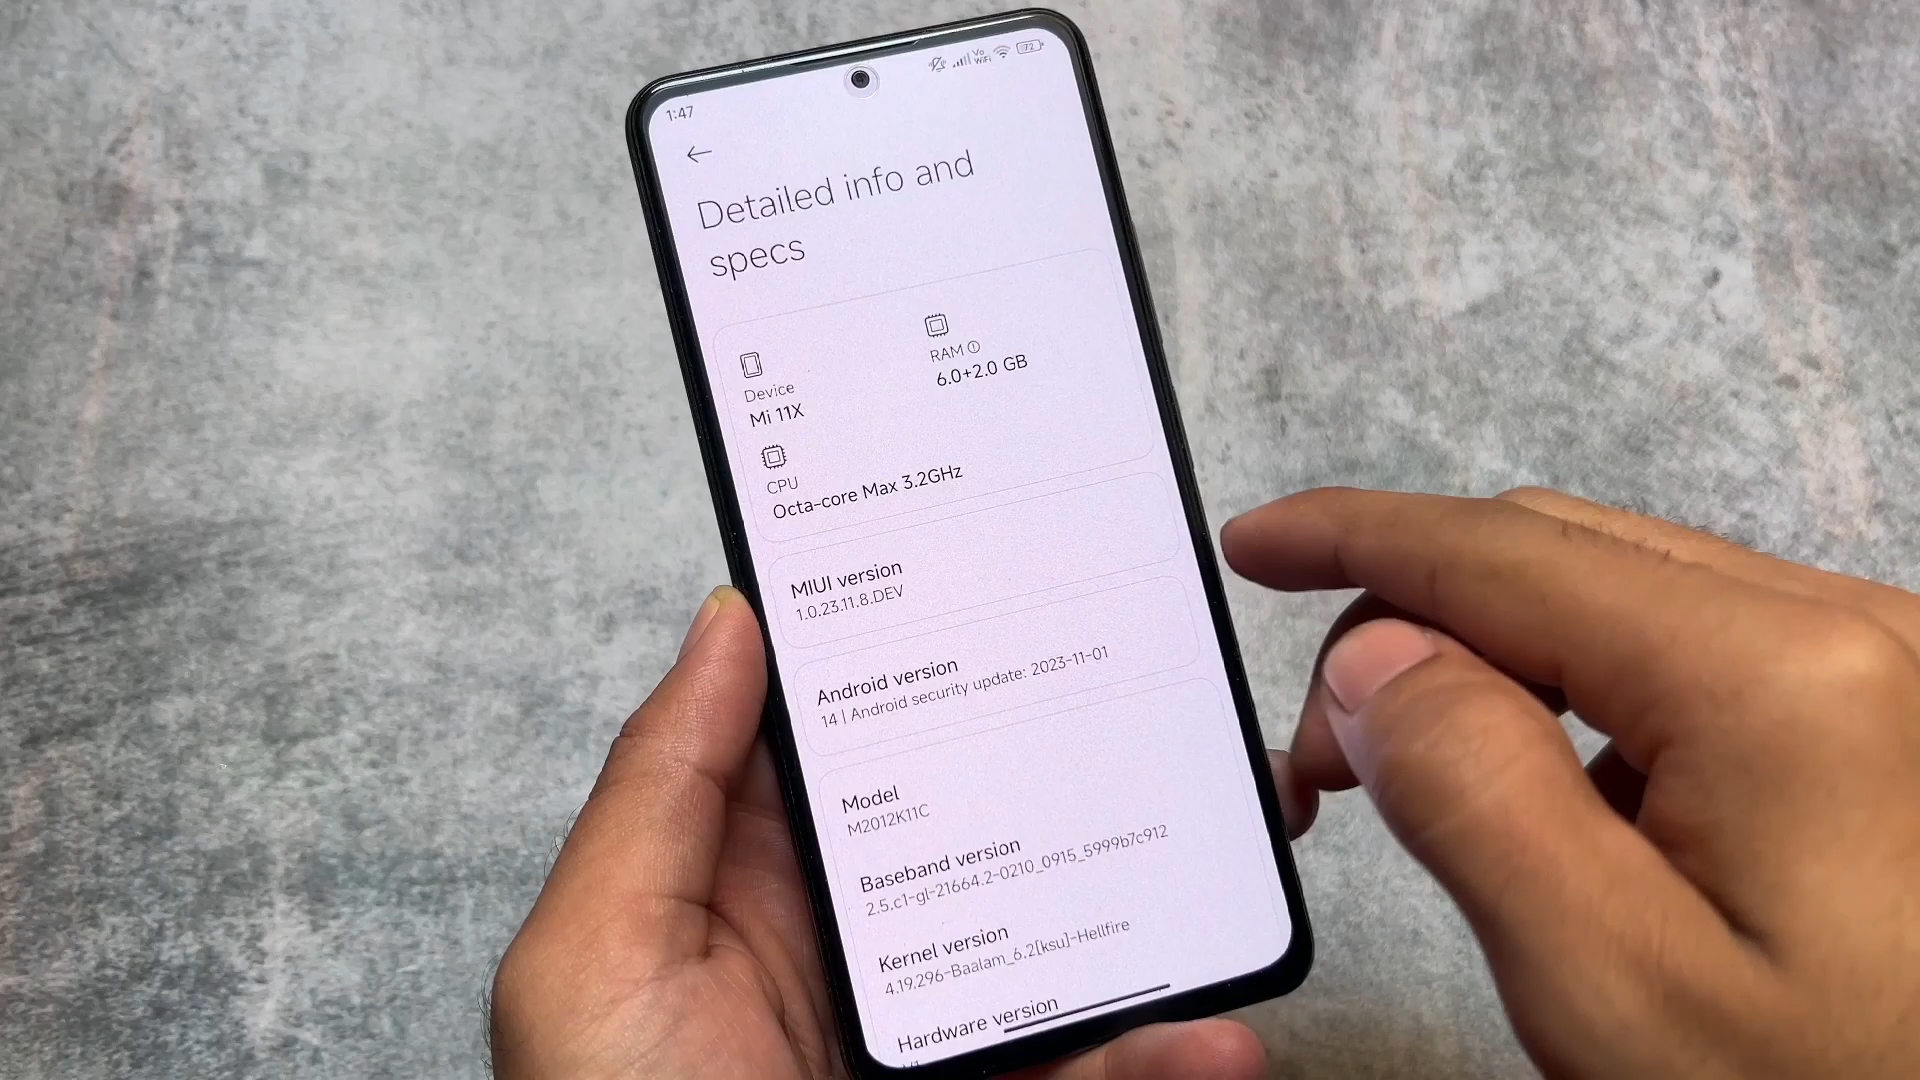 1:47
Vo
WiFi
72
Detailed info and
specs
Device
Mi 11X
RAM
6.0+2.0 GB
CPU
Octa-core Max 3.2GHz
MIUI version
1.0.23.11.8.DEV
Android version
14 | Android security update: 2023-11-01
Model
M2012K11C
Baseband version
2.5.c1-gl-21664.2-0210_0915_5999b7c912
Kernel version
4.19.296-Baalam_6.2[ksu]-Hellfire
Hardware version